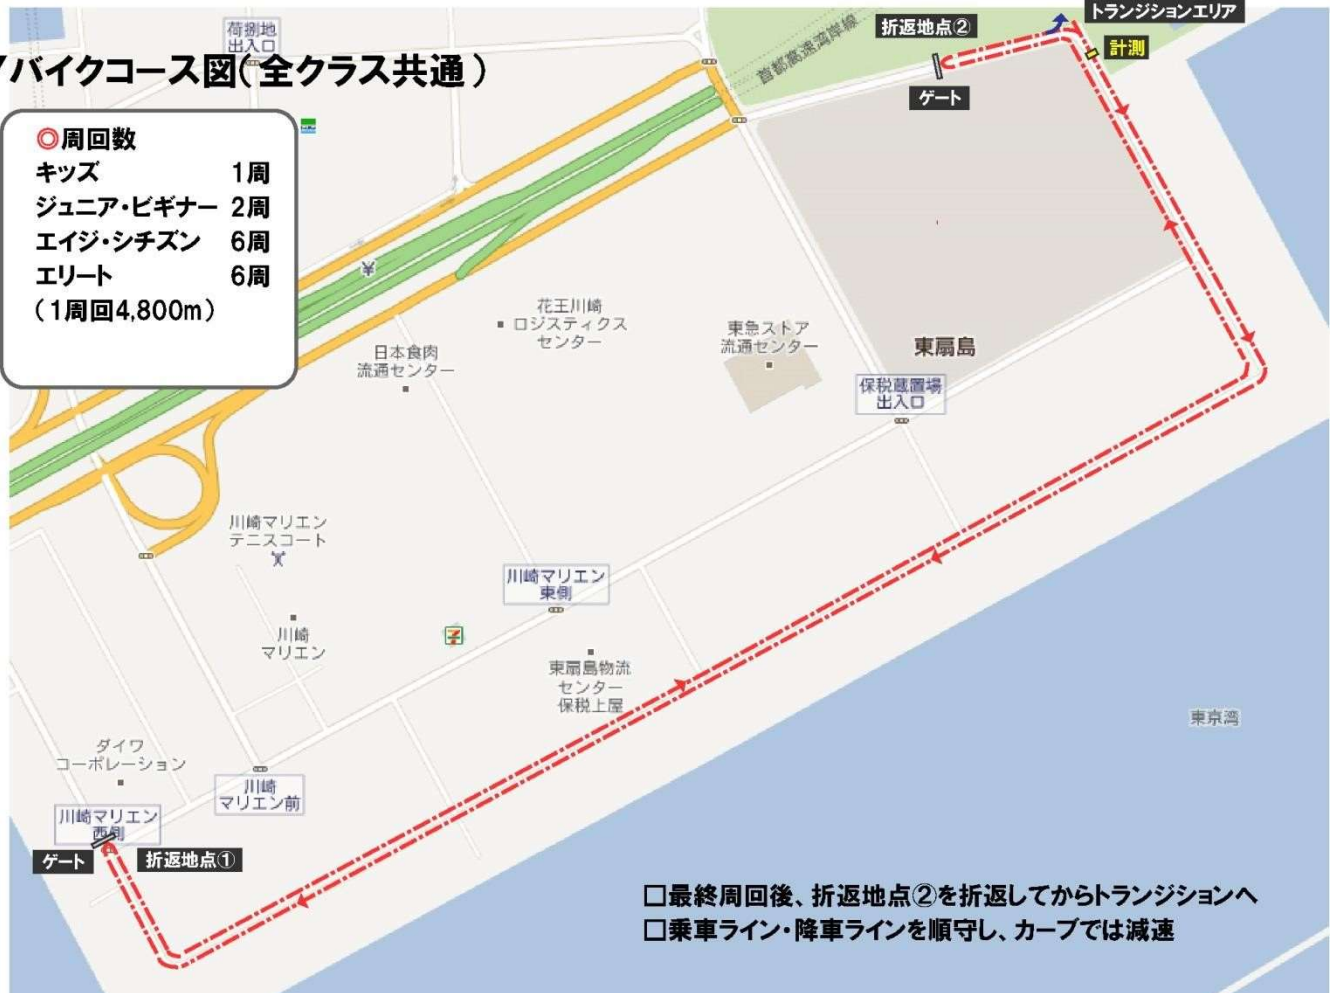 トランジションエリア
折返地点②
計測
荷捌地
出入口
首都高速湾岸線
バイクコース図(全クラス共通)
ゲート
◎周回数
キッズ 1周
ジュニア・ビギナー 2周
エイジ・シチズン 6周
エリート 6周
(1周回4,800m)
花王川崎
ロジスティクス
センター
東急ストア
流通センター
東扇島
日本食肉
流通センター
保税蔵置場
出入口
川崎マリエン
テニスコート
川崎マリエン
東側
川崎
マリエン
東扇島物流
センター
保税上屋
東京湾
ダイワ
コーポレーション
川崎
マリエン前
川崎マリエン
西側
ゲート
折返地点①
□最終周回後、折返地点②を折返してからトランジションへ
□乗車ライン・降車ラインを順守し、カーブでは減速